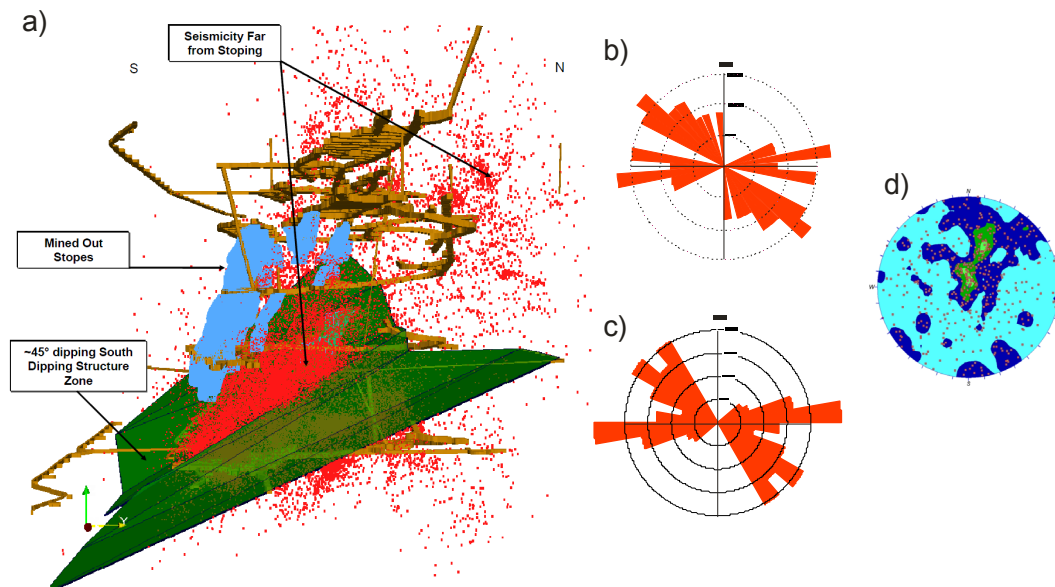 a)
Seismicity Far
from Stoping
S
N
Mined Out
Stopes
~45° dipping South
Dipping Structure
Zone
Y
b)
c)
d)
N
W
S